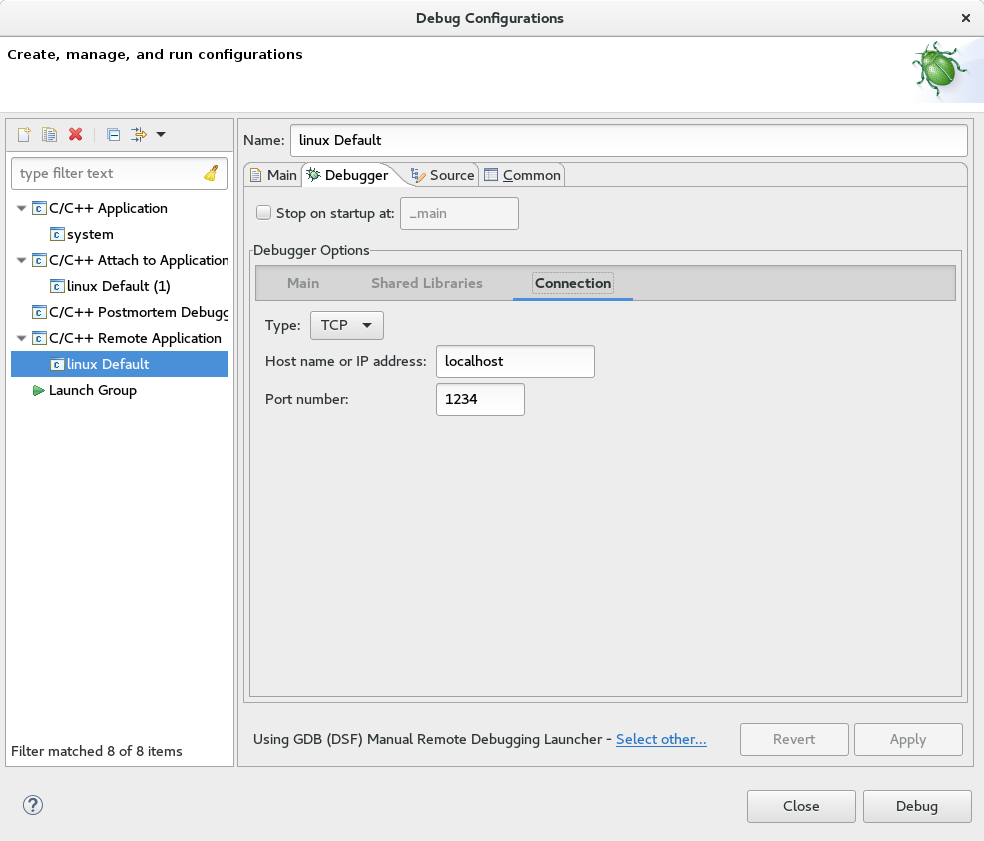 Debug Configurations
Create, manage, and run configurations
type filter text
C/C++ Application
system
C/C++ Attach to Application
linux Default (1)
C/C++ Postmortem Debugg
C/C++ Remote Application
linux Default
Launch Group
Filter matched 8 of 8 items
Name: linux Default
Main Debugger Source Common
Stop on startup at: _main
Debugger Options
Main Shared Libraries Connection
Type: TCP
Host name or IP address: localhost
Port number: 1234
Using GDB (DSF) Manual Remote Debugging Launcher - Select other...
Revert Apply
Close Debug